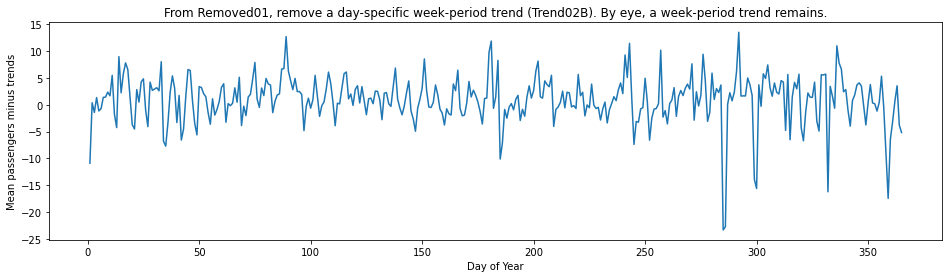 From Removed01, remove a day-specific week-period trend (Trend02B). By eye, a week-period trend remains.
15
10
5
0
−5
−10
−15
−20
−25
Mean passengers minus trends
0 50 100 150 200 250 300 350
Day of Year